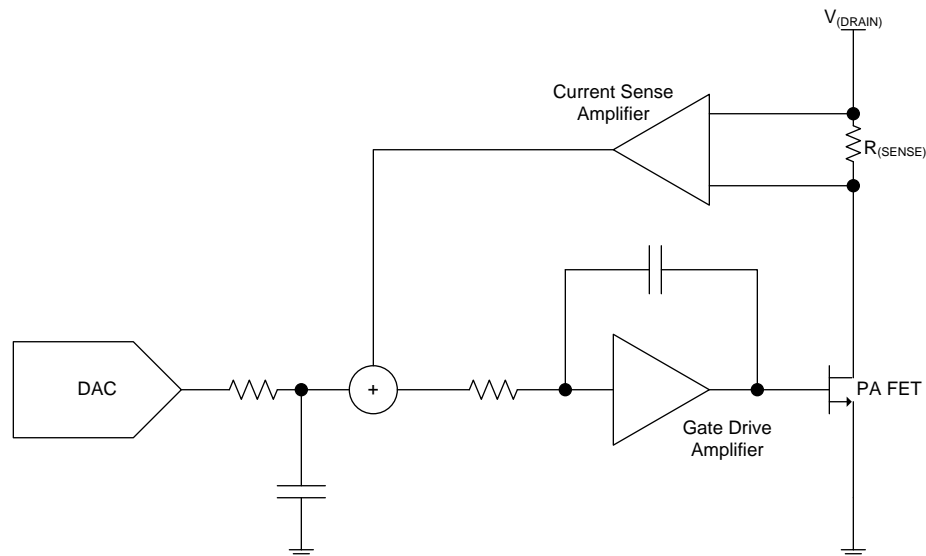 V(DRAIN)
Current Sense
Amplifier
R(SENSE)
DAC
+
PA FET
Gate Drive
Amplifier